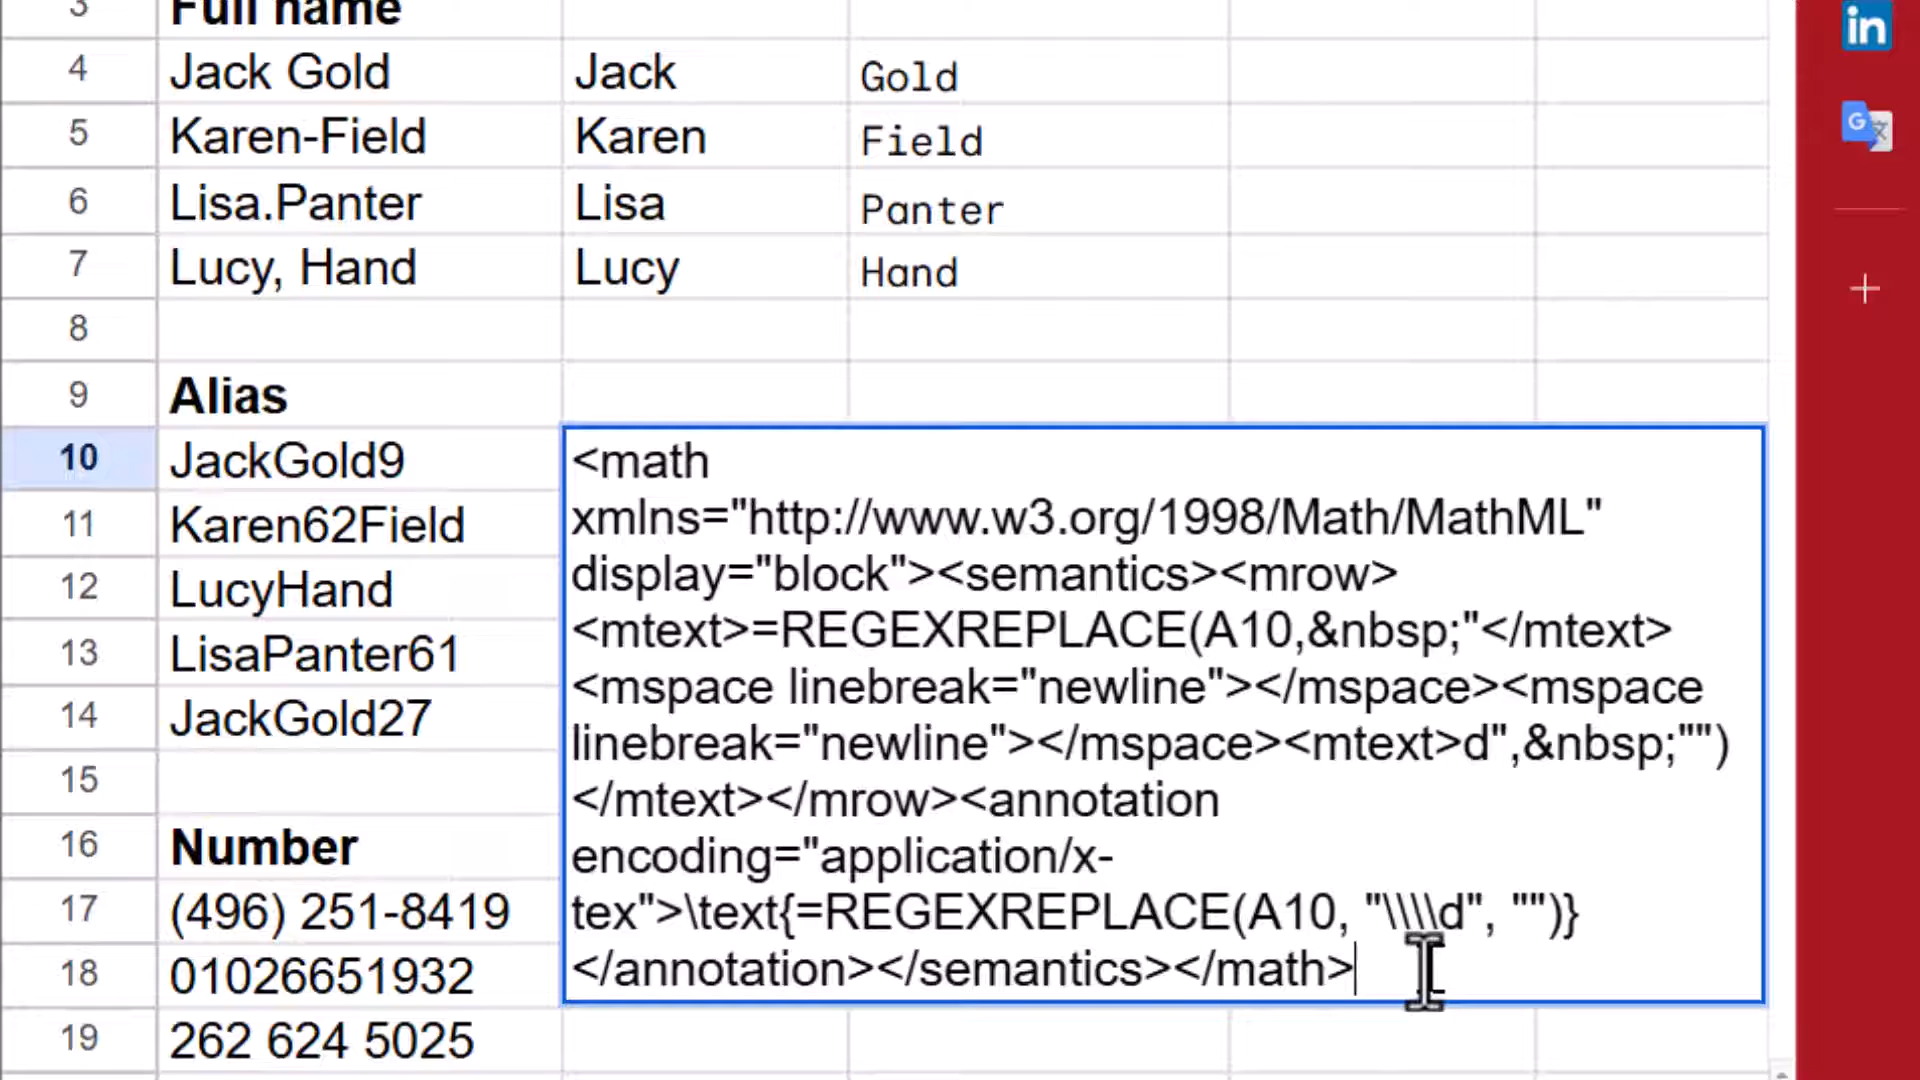 3 Full name
4 Jack Gold Jack Gold
5 Karen-Field Karen Field
6 Lisa.Panter Lisa Panter
7 Lucy, Hand Lucy Hand
8
9 Alias
10 JackGold9 <math
xmlns="http://www.w3.org/1998/Math/MathML"
11 Karen62Field
display="block"><semantics><mrow>
12 LucyHand
<mtext>=REGEXREPLACE(A10,&nbsp;"</mtext>
13 LisaPanter61
<mspace linebreak="newline"></mspace><mspace
14 JackGold27
linebreak="newline"></mspace><mtext>d",&nbsp;"")
15
</mtext></mrow><annotation
16 Number
encoding="application/x-
17 (496) 251-8419
tex">\text{=REGEXREPLACE(A10, "\\\\d", "")}
18 01026651932
</annotation></semantics></math>
19 262 624 5025
in
G